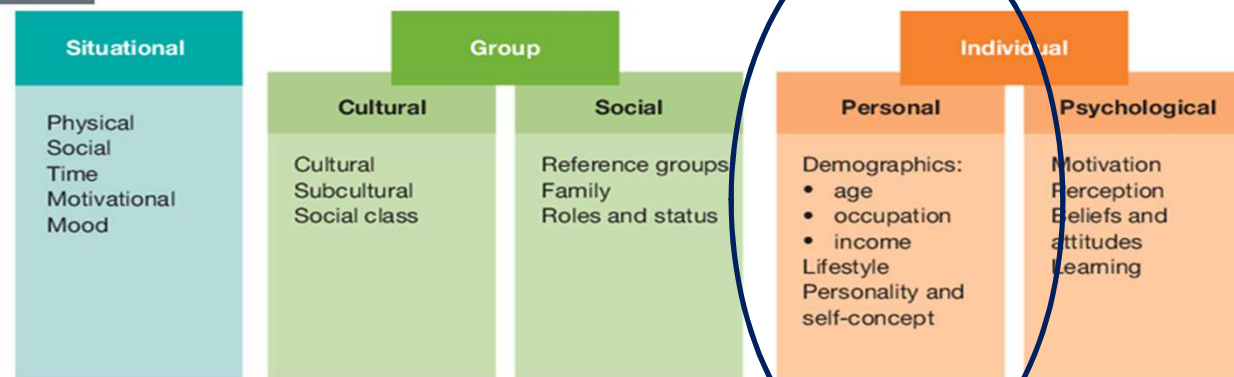 Situational
Physical
Social
Time
Motivational
Mood
Group
Cultural
Cultural
Subcultural
Social class
Social
Reference groups
Family
Roles and status
Individual
Personal
Demographics:
• age
• occupation
• income
Lifestyle
Personality and
self-concept
Psychological
Motivation
Perception
Beliefs and
attitudes
Learning